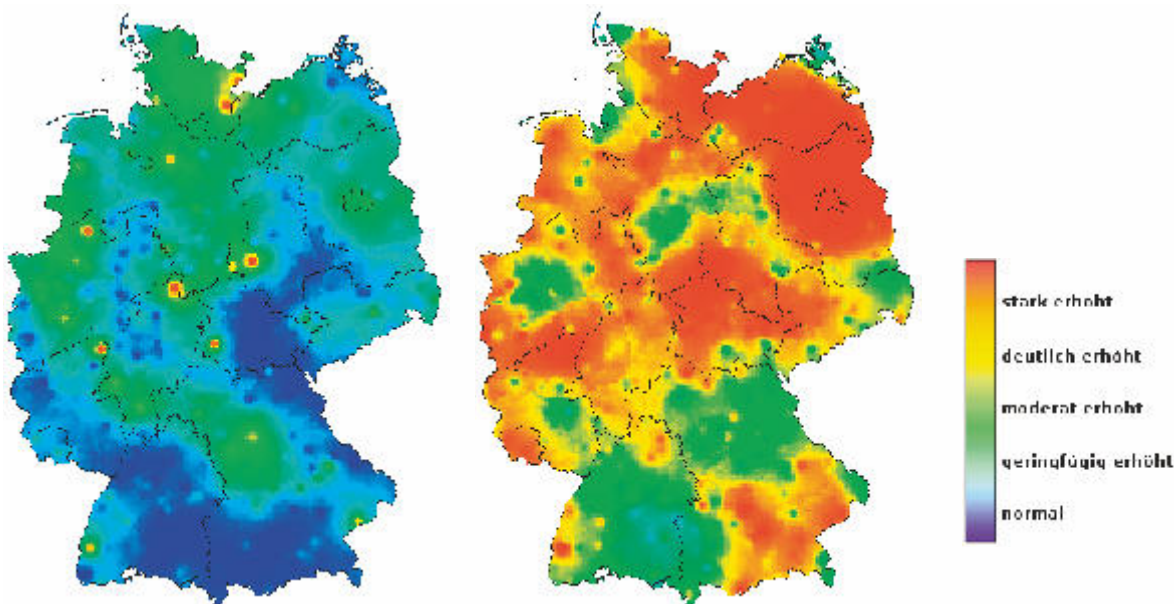 stark erhöht
deutlich erhöht
moderat erhöht
geringfügig erhöht
normal